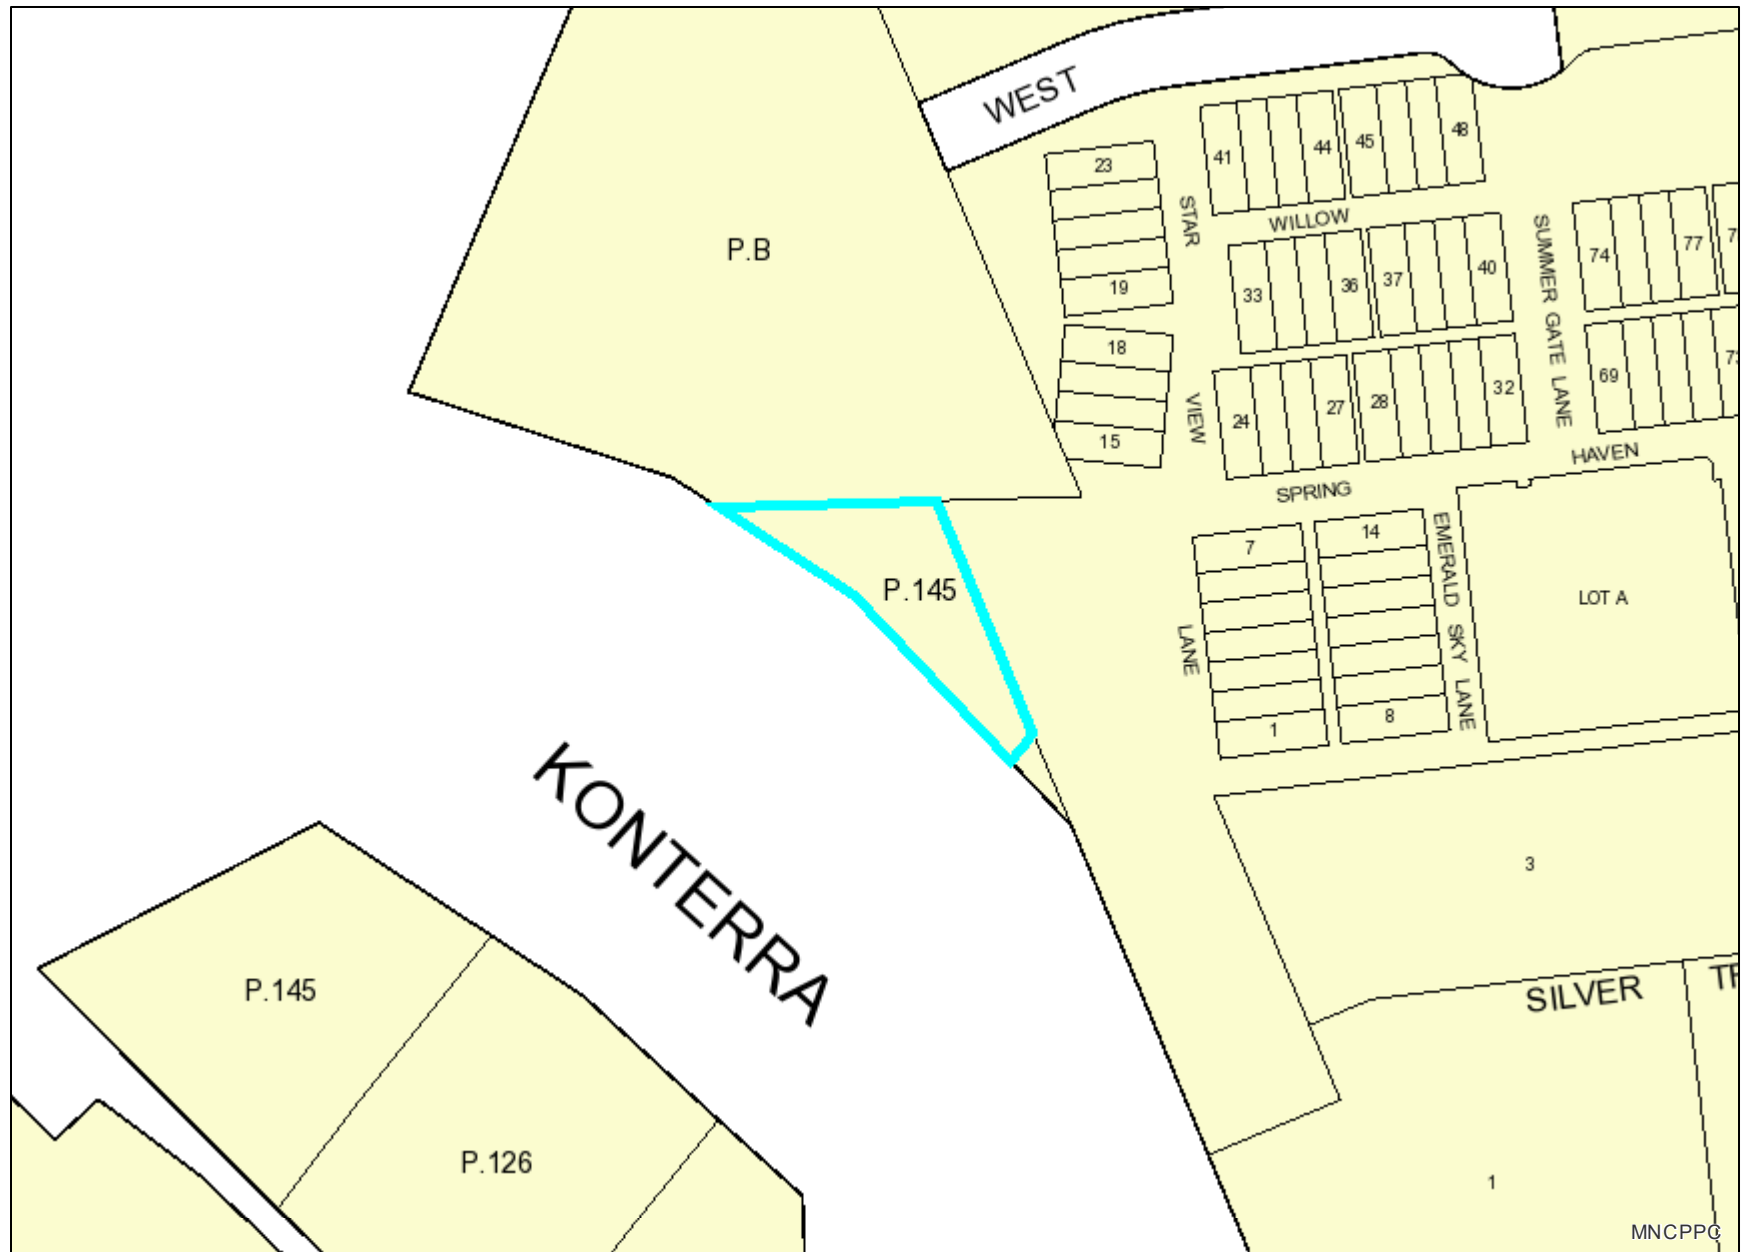 WEST
23
STAR
41
44
45
48
WILLOW
SUMMER GATE LANE
74
77
P.B
19
33
36
37
40
18
VIEW
24
27
28
32
69
15
HAVEN
SPRING
7
14
EMERALD SKY LANE
P.145
LOT A
LANE
1
8
KONTERRA
3
P.145
SILVER
P.126
1
MNCPPC